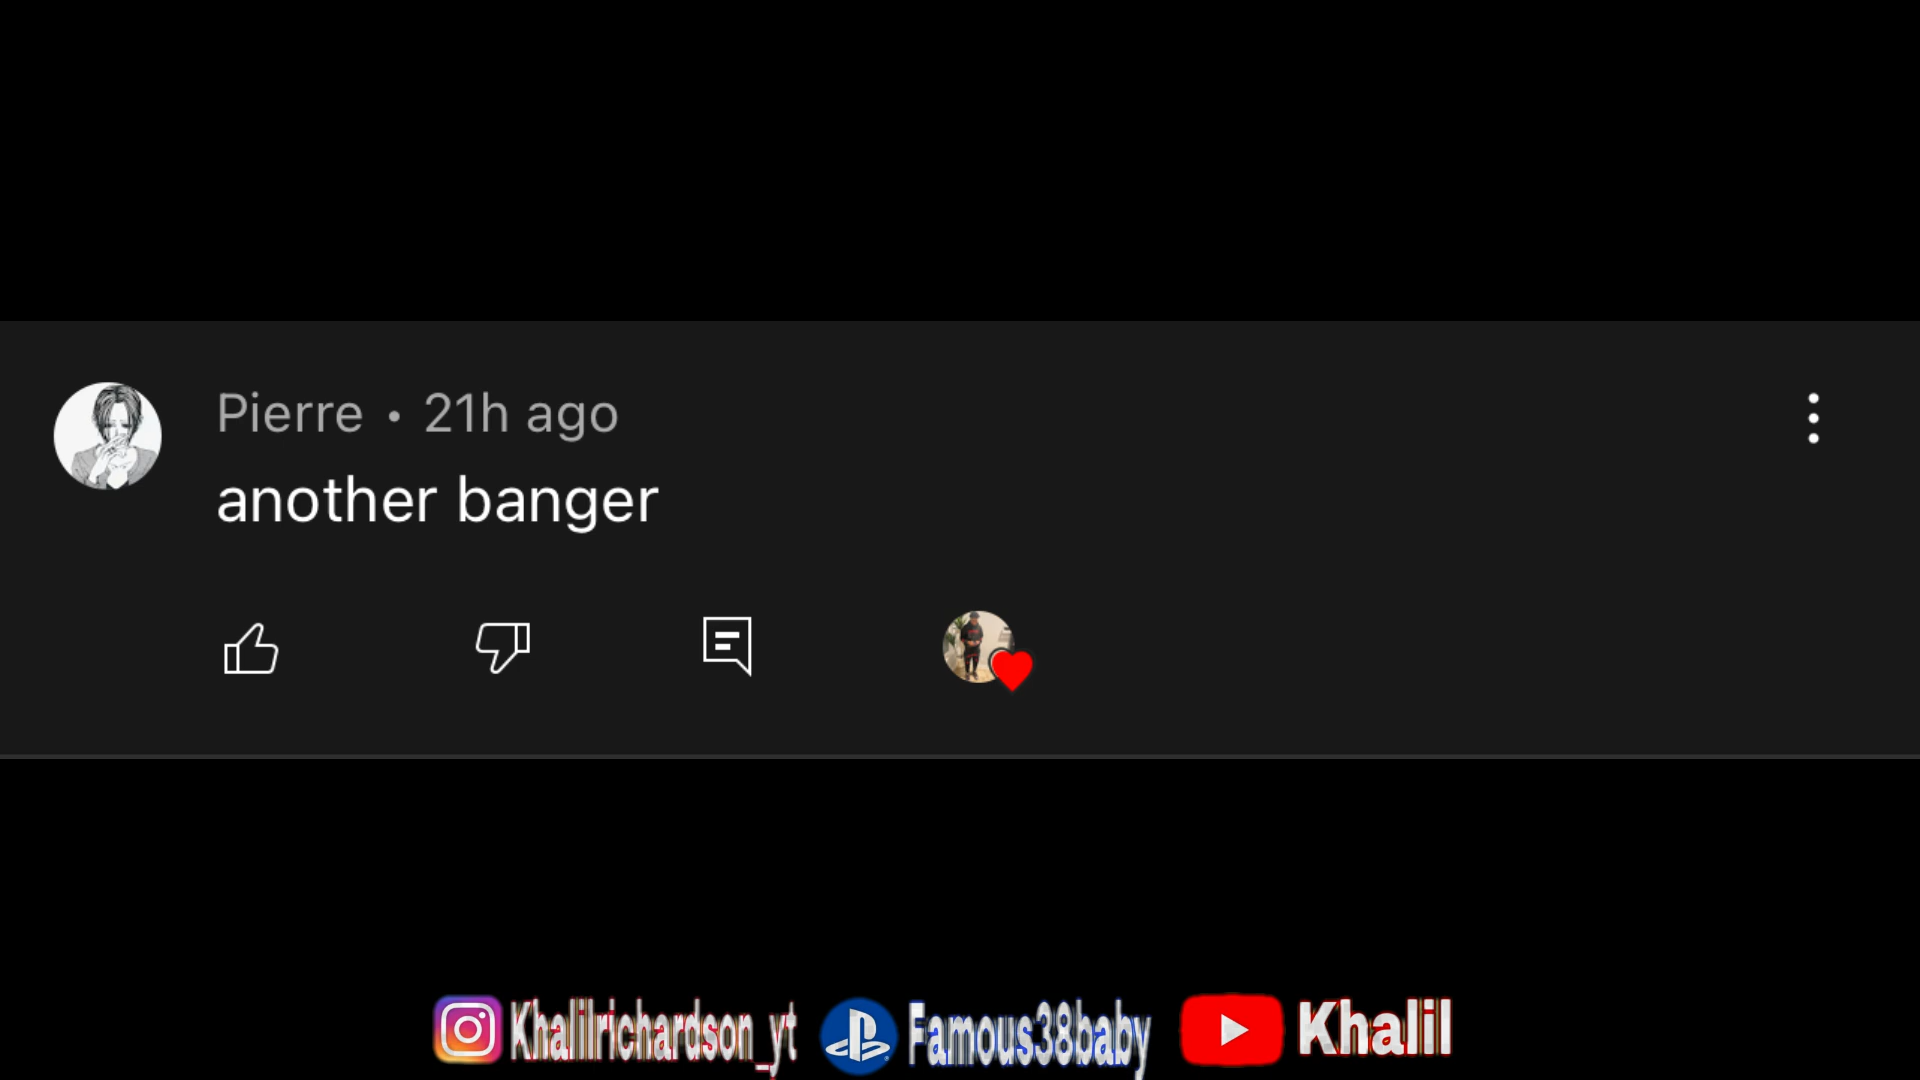 Pierre • 21h ago
another banger
Khalilrichardson_yt Famous38baby Khalil